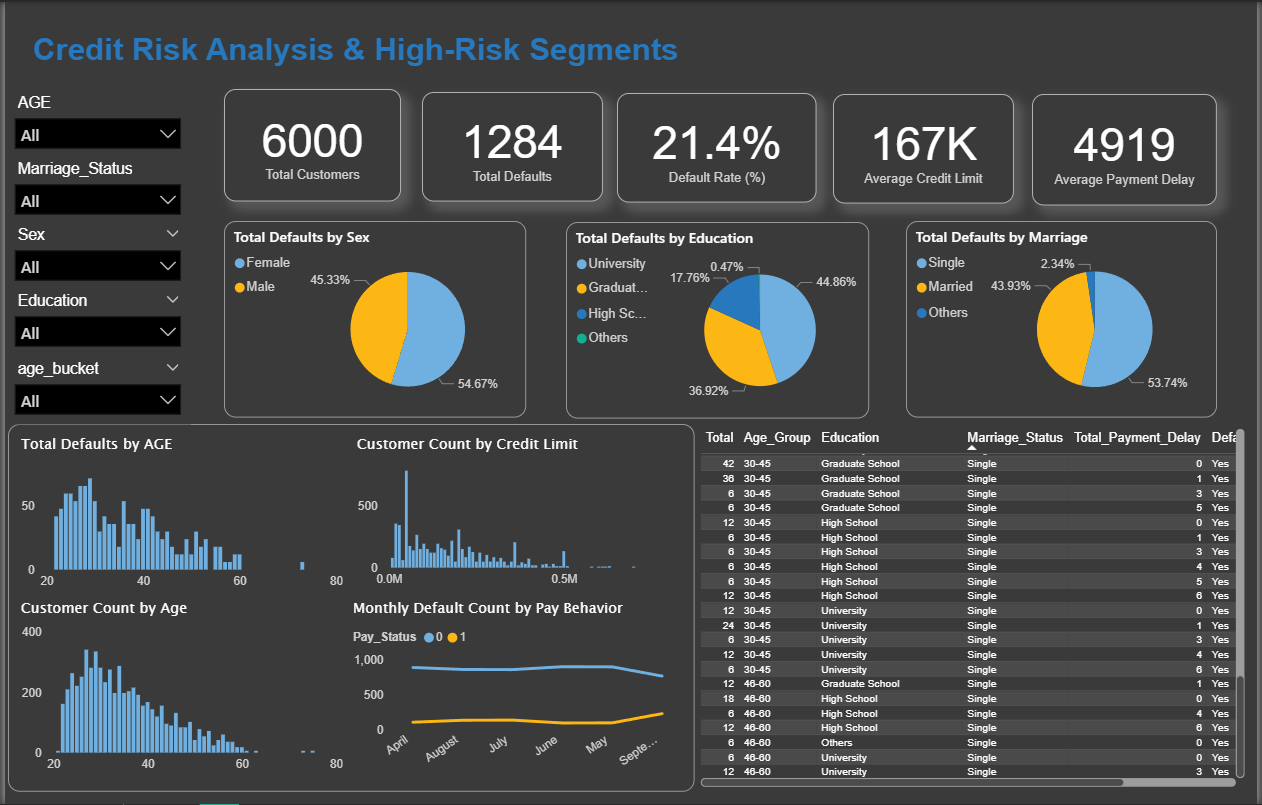 Credit Risk Analysis & High-Risk Segments
AGE
All
Marriage_Status
All
Sex
All
Education
All
age_bucket
All
6000
Total Customers
1284
Total Defaults
21.4%
Default Rate (%)
167K
Average Credit Limit
4919
Average Payment Delay
Total Defaults by Sex
Female
Male
45.33%
54.67%
Total Defaults by Education
University
Graduat...
High Sc...
Others
0.47%
17.76%
44.86%
36.92%
Total Defaults by Marriage
Single
Married
Others
2.34%
43.93%
53.74%
Total Defaults by AGE
50
0
20 40 60 80
Customer Count by Credit Limit
500
0
0.0M 0.5M
Customer Count by Age
400
200
0
20 40 60 80
Monthly Default Count by Pay Behavior
Pay_Status 0 1
1,000
500
0
April August July June May Septe...
Total Age_Group Education Marriage_Status Total_Payment_Delay Defa
42 30-45 Graduate School Single 0 Yes
36 30-45 Graduate School Single 1 Yes
6 30-45 Graduate School Single 3 Yes
6 30-45 Graduate School Single 5 Yes
12 30-45 High School Single 0 Yes
6 30-45 High School Single 1 Yes
6 30-45 High School Single 3 Yes
6 30-45 High School Single 4 Yes
6 30-45 High School Single 5 Yes
12 30-45 High School Single 6 Yes
12 30-45 University Single 0 Yes
24 30-45 University Single 1 Yes
6 30-45 University Single 3 Yes
12 30-45 University Single 4 Yes
6 30-45 University Single 6 Yes
12 46-60 Graduate School Single 1 Yes
18 46-60 High School Single 0 Yes
6 46-60 High School Single 4 Yes
12 46-60 High School Single 6 Yes
6 46-60 Others Single 0 Yes
6 46-60 University Single 0 Yes
12 46-60 University Single 3 Yes